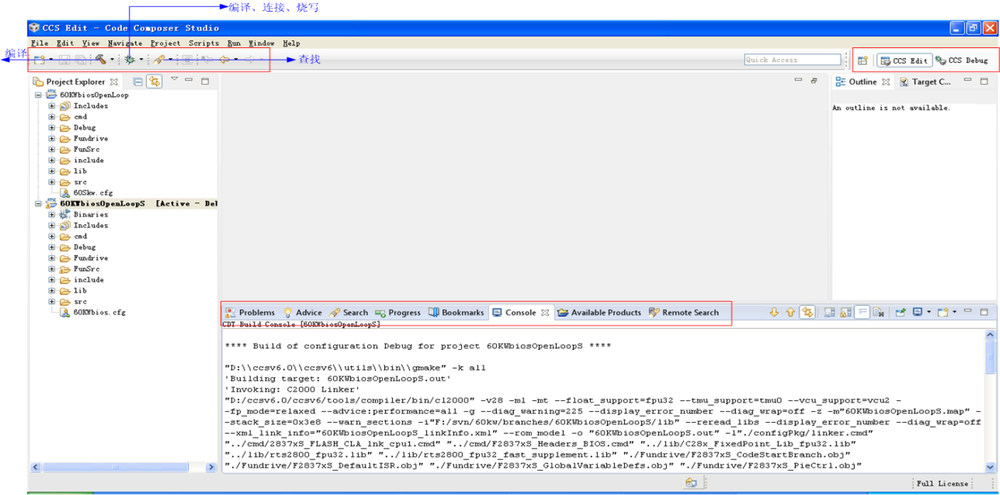 编译、连接、烧写
CCS Edit - Code Composer Studio
File Edit View Navigate Project Scripts Run Window Help
编译
查找
Quick Access
CCS Edit
CCS Debug
Project Explorer
Outline
Target C...
60KWbiosOpenLoop
An outline is not available.
Includes
cmd
Debug
Fundrive
FunSrc
include
lib
src
60Skw.cfg
60KWbiosOpenLoopS [Active - Del
Binaries
Includes
cmd
Debug
Fundrive
FunSrc
include
lib
src
60KWbios.cfg
Problems Advice Search Progress Bookmarks Console Available Products Remote Search
CDT Build Console [60KWbiosOpenLoopS]
**** Build of configuration Debug for project 60KWbiosOpenLoopS ****
"D:\\ccsv6.0\\ccsv6\\utils\\bin\\gmake" -k all
'Building target: 60KWbiosOpenLoopS.out'
'Invoking: C2000 Linker'
"D:/ccsv6.0/ccsv6/tools/compiler/bin/cl2000" -v28 -ml -mt --float_support=fpu32 --tmu_support=tmu0 --vcu_support=vcu2 -
-fp_mode=relaxed --advice:performance=all -g --diag_warning=225 --display_error_number --diag_wrap=off -z -m"60KWbiosOpenLoopS.map" -
-stack_size=0x3e8 --warn_sections -i"F:/svn/60kw/branches/60KWbiosOpenLoopS/lib" --reread_libs --display_error_number --diag_wrap=off
--xml_link_info="60KWbiosOpenLoopS_linkInfo.xml" --rom_model -o "60KWbiosOpenLoopS.out" -l"./configPkg/linker.cmd"
"../cmd/2837xS_FLASH_CLA_lnk_cpu1.cmd" "../cmd/F2837xS_Headers_BIOS.cmd" "../lib/C28x_FixedPoint_Lib_fpu32.lib"
"../lib/rts2800_fpu32.lib" "../lib/rts2800_fpu32_fast_supplement.lib" "./Fundrive/F2837xS_CodeStartBranch.obj"
"./Fundrive/F2837xS_DefaultISR.obj" "./Fundrive/F2837xS_GlobalVariableDefs.obj" "./Fundrive/F2837xS_PieCtrl.obj"
Full License